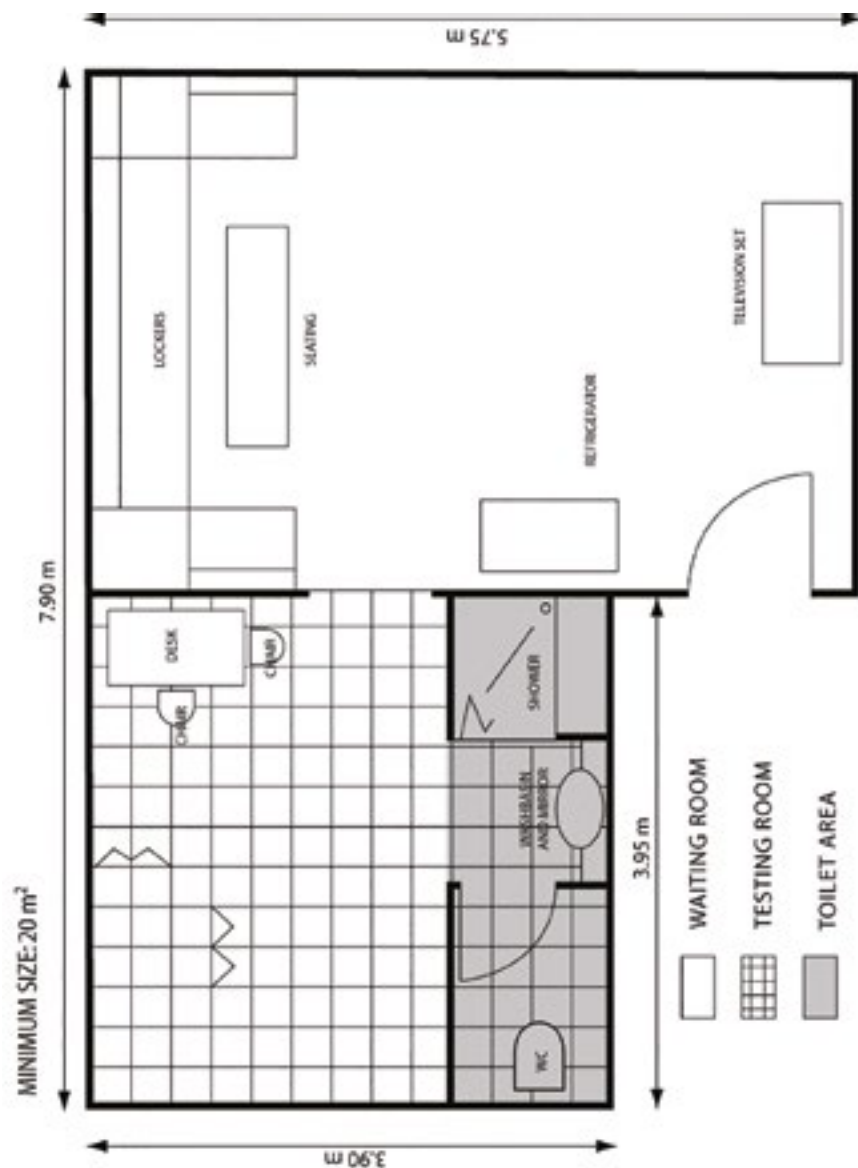 MINIMUM SIZE: 20 m²
7.90 m
5.75 m
3.90 m
3.95 m
LOCKERS
SEATING
REFRIGERATOR
TELEVISION SET
DESK
CHAIR
CHAIR
SHOWER
WASHBASIN
AND MIRROR
WC
WAITING ROOM
TESTING ROOM
TOILET AREA